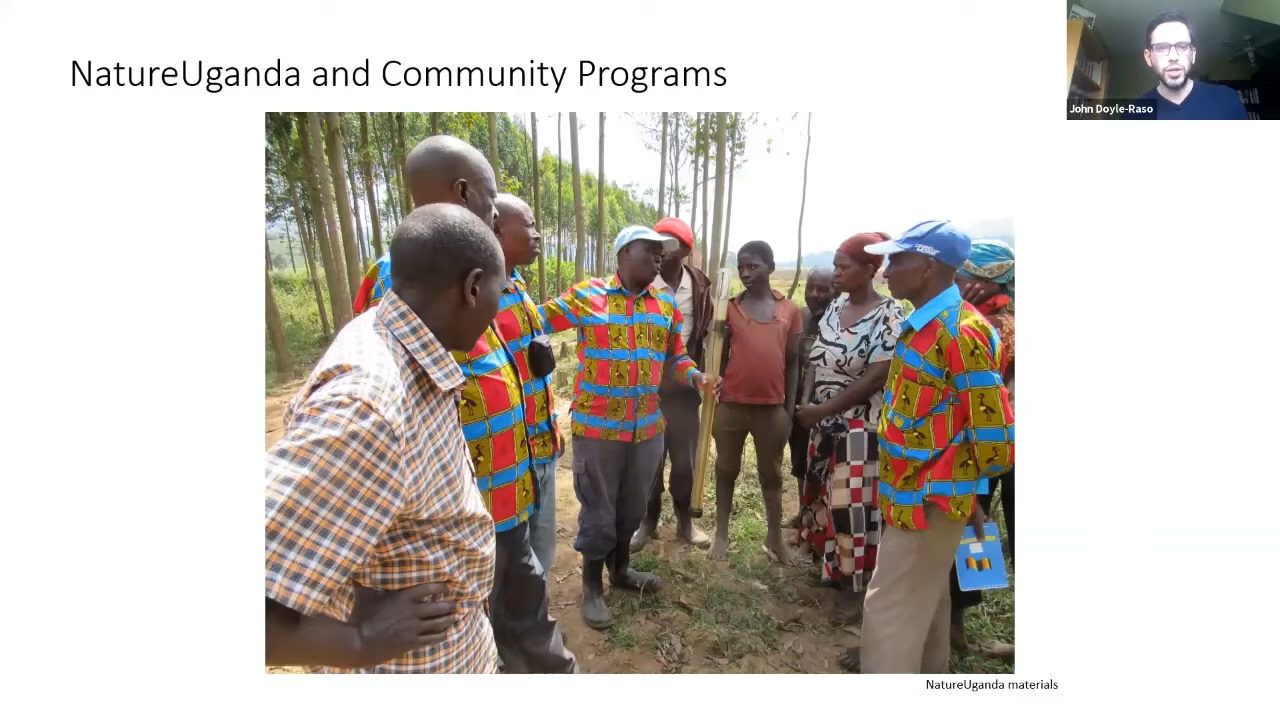 NatureUganda and Community Programs
John Doyle-Raso
NatureUganda materials